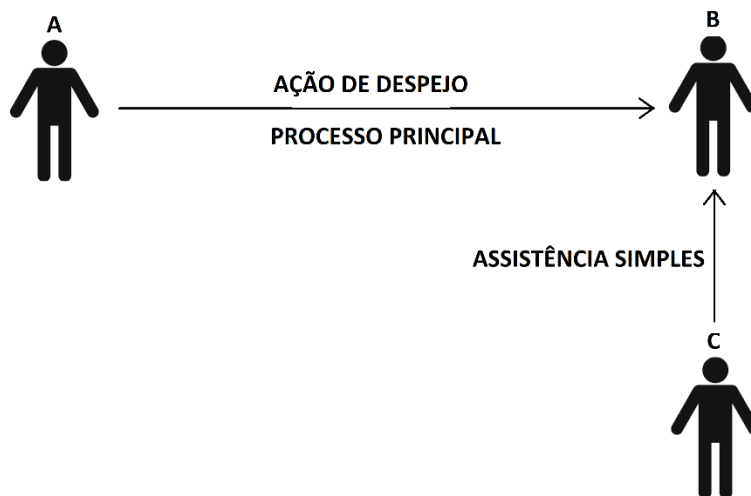 A
B
AÇÃO DE DESPEJO
PROCESSO PRINCIPAL
ASSISTÊNCIA SIMPLES
C